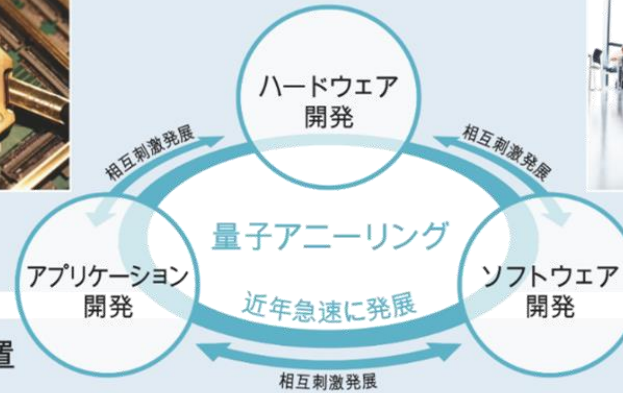 ハードウェア
開発
相互刺激発展
相互刺激発展
量子アニーリング
アプリケーション
開発
ソフトウェア
開発
近年急速に発展
置
相互刺激発展